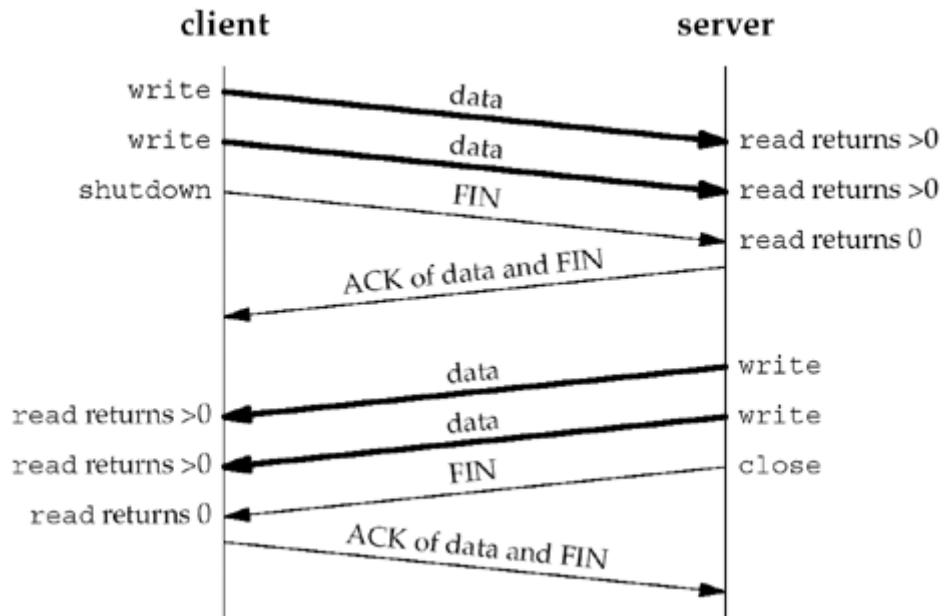 client server
write data
write data read returns >0
shutdown FIN read returns >0
read returns 0
ACK of data and FIN
data write
read returns >0 data write
read returns >0 FIN close
read returns 0
ACK of data and FIN